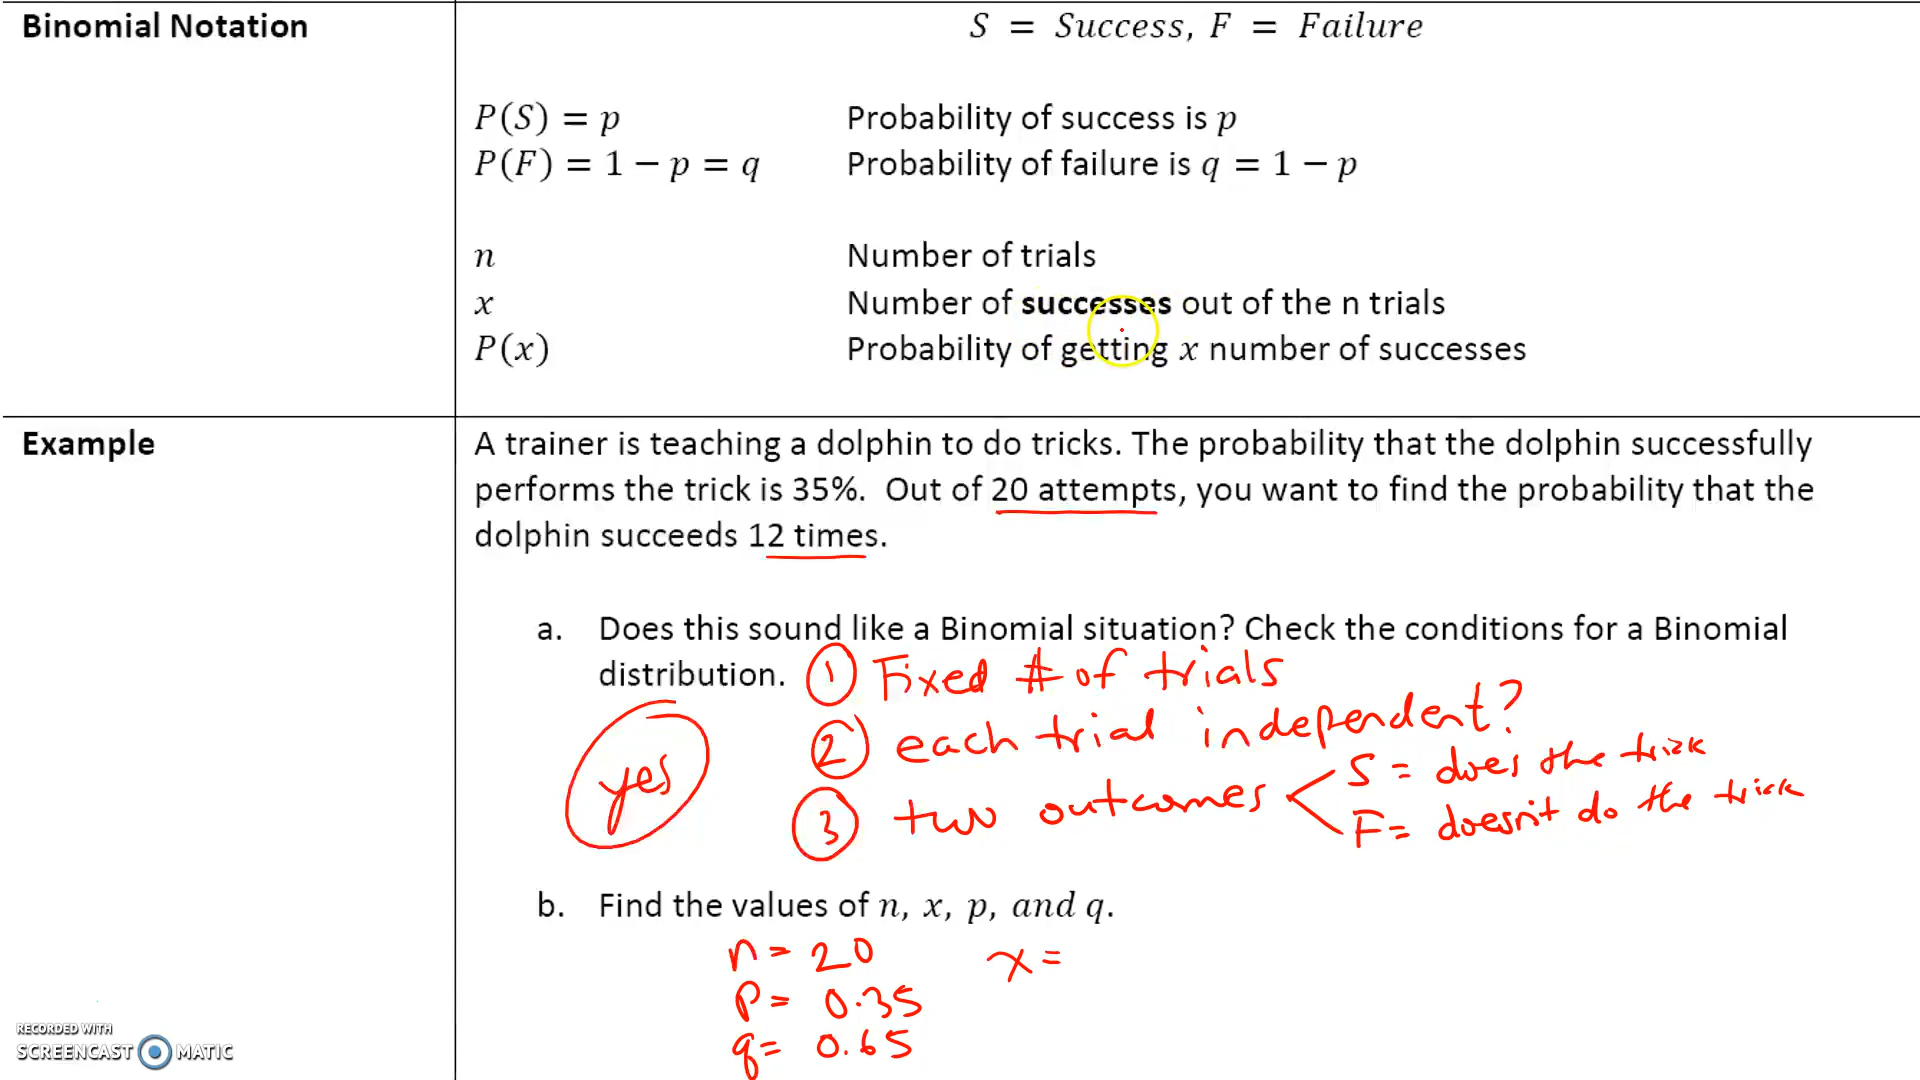 Binomial Notation
S = Success, F = Failure
P(S) = p Probability of success is p
P(F) = 1 − p = q Probability of failure is q = 1 − p
n Number of trials
x Number of successes out of the n trials
P(x) Probability of getting x number of successes
Example
A trainer is teaching a dolphin to do tricks. The probability that the dolphin successfully
performs the trick is 35%. Out of 20 attempts, you want to find the probability that the
dolphin succeeds 12 times.
a. Does this sound like a Binomial situation? Check the conditions for a Binomial
distribution. 1 Fixed # of trials
2 each trial independent?
yes
3 two outcomes
S = does the trick
F = doesn't do the trick
b. Find the values of n, x, p, and q.
n = 20 x =
p = 0.35
q = 0.65
RECORDED WITH
SCREENCAST MATIC